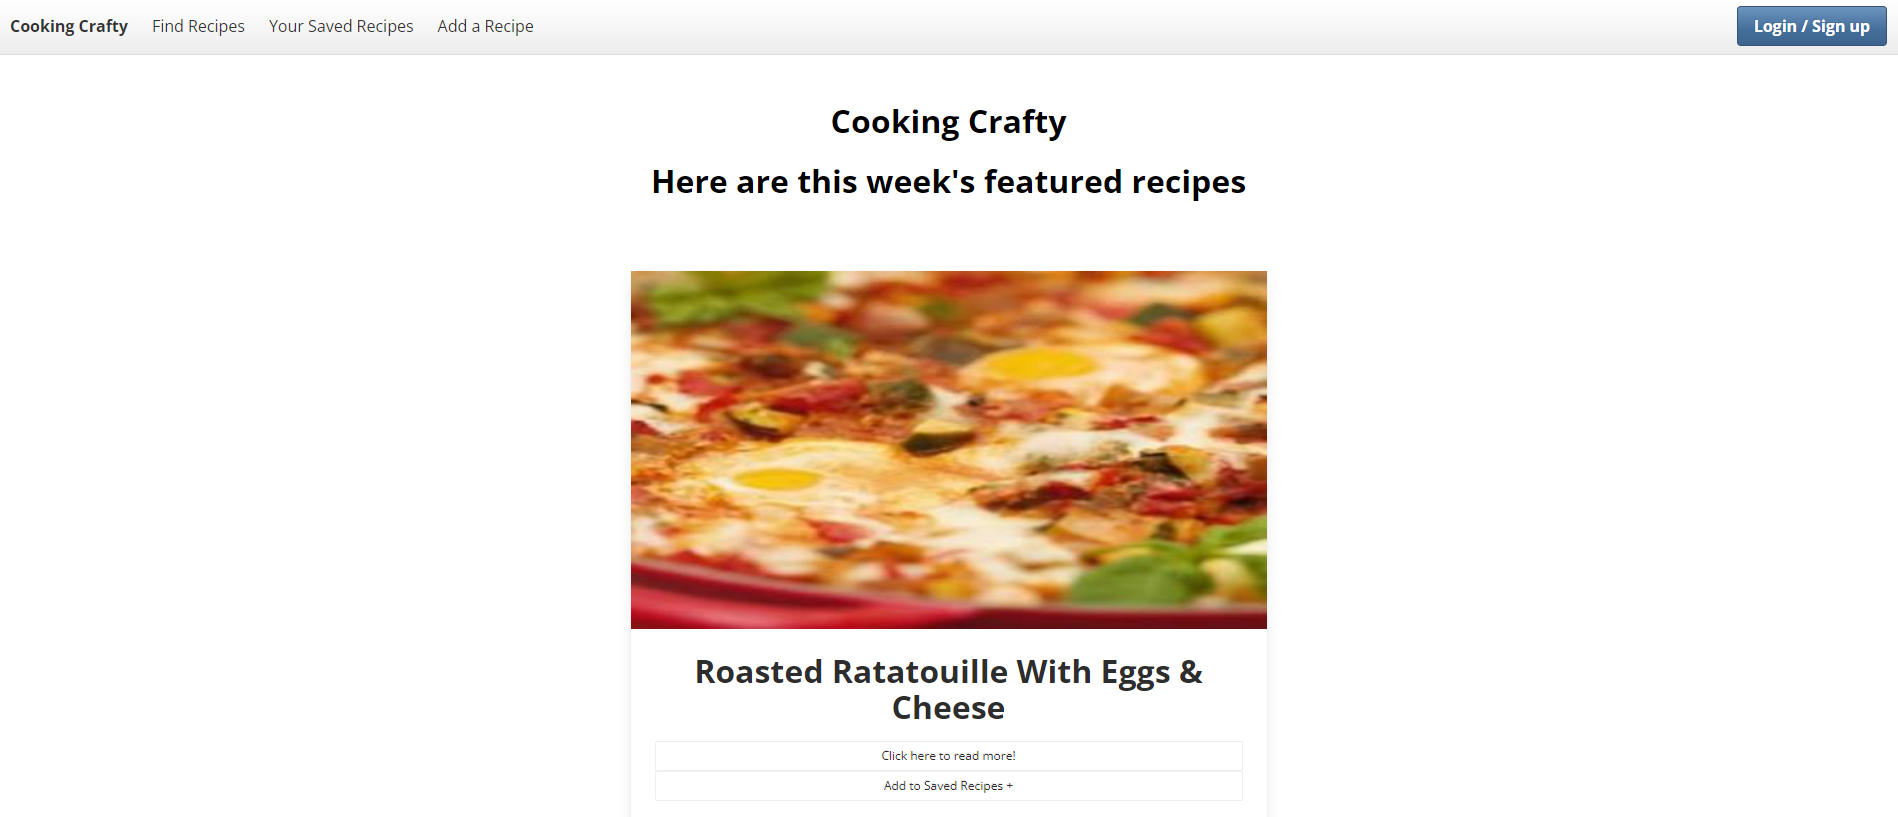 Cooking Crafty Find Recipes Your Saved Recipes Add a Recipe Login / Sign up
Cooking Crafty
Here are this week's featured recipes
Roasted Ratatouille With Eggs &
Cheese
Click here to read more!
Add to Saved Recipes +